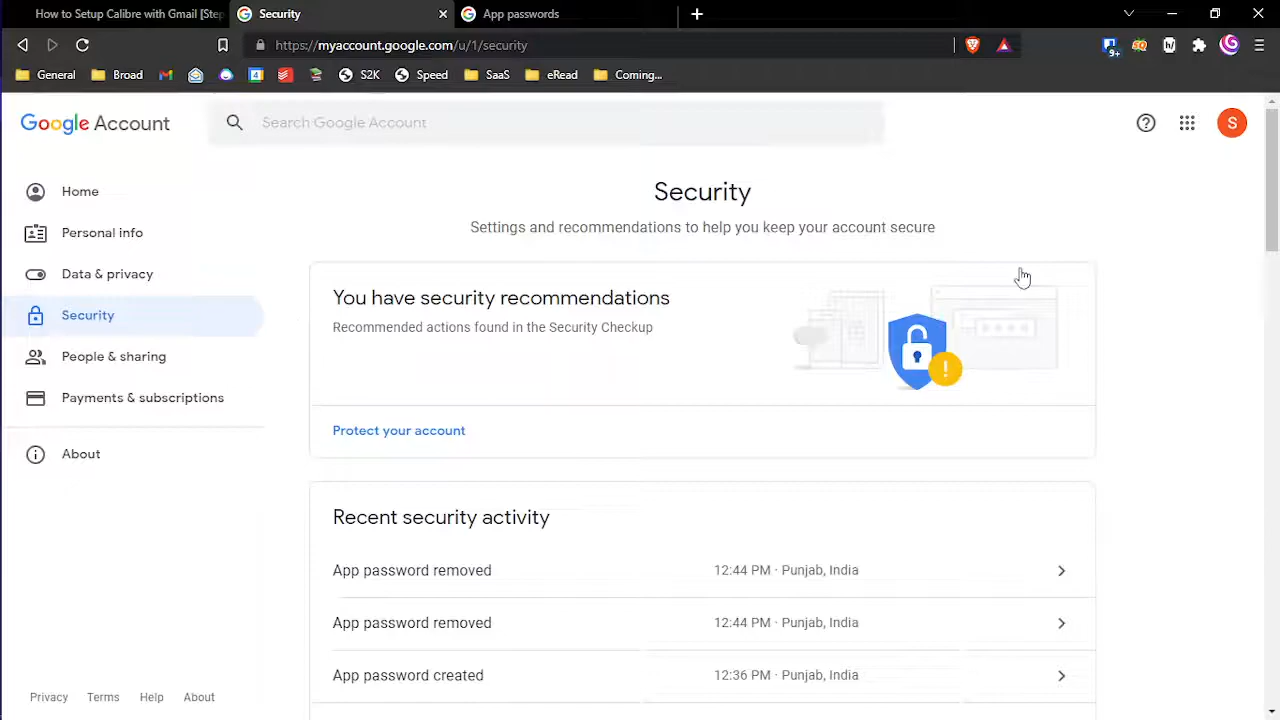 How to Setup Calibre with Gmail [Step
Security
App passwords
https://myaccount.google.com/u/1/security
9+
General
Broad
4
S2K
Speed
SaaS
eRead
Coming...
Google Account
Search Google Account
S
Home
Personal info
Data & privacy
Security
People & sharing
Payments & subscriptions
About
Security
Settings and recommendations to help you keep your account secure
You have security recommendations
Recommended actions found in the Security Checkup
Protect your account
Recent security activity
App password removed
12:44 PM · Punjab, India
App password removed
12:44 PM · Punjab, India
App password created
12:36 PM · Punjab, India
Privacy
Terms
Help
About